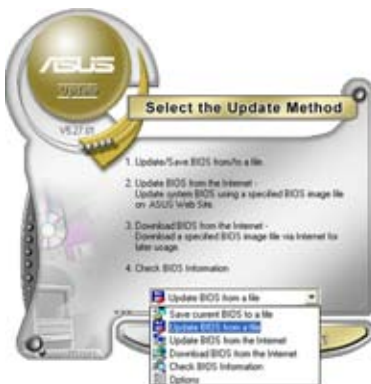 ASUS
Update
V6.27.01
Select the Update Method
1. Update/Save BIOS from/to a file.
2. Update BIOS from the Internet -
Update system BIOS using a specified BIOS image file
on ASUS Web Site.
3. Download BIOS from the Internet -
Download a specified BIOS image file via Internet for
later usage.
4. Check BIOS Information
Update BIOS from a file
Save current BIOS to a file
Update BIOS from a file
Update BIOS from the Internet
Download BIOS from the Internet
Check BIOS Information
Options